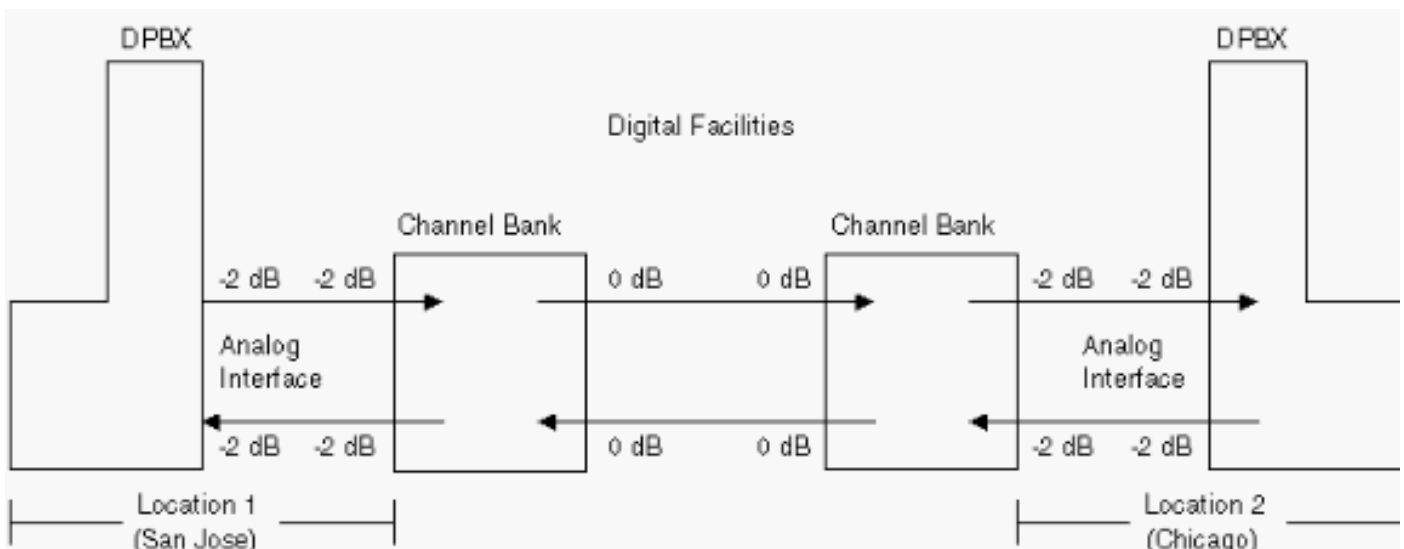 DPBX
DPBX
Digital Facilities
Channel Bank
Channel Bank
-2 dB -2 dB
0 dB 0 dB
-2 dB -2 dB
Analog
Interface
Analog
Interface
-2 dB -2 dB
0 dB 0 dB
-2 dB -2 dB
Location 1
(San Jose)
Location 2
(Chicago)